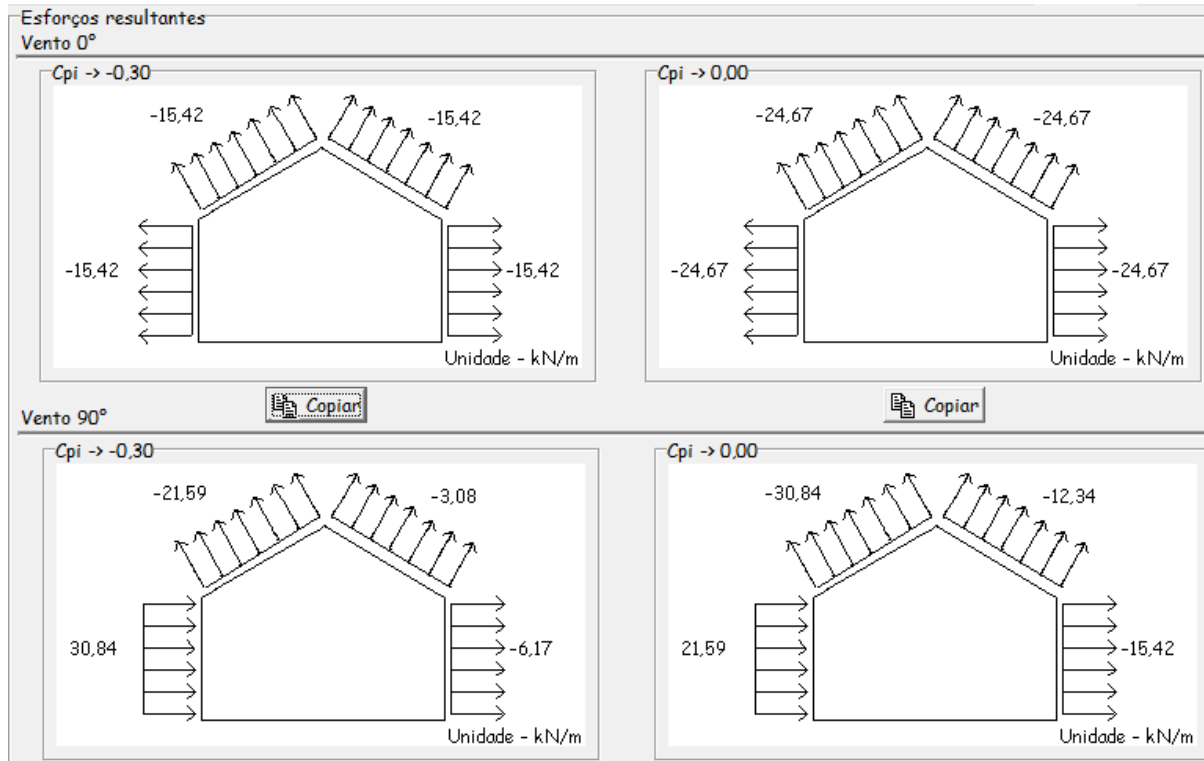 Esforços resultantes
Vento 0°
Cpi -> -0,30
-15,42
-15,42
-15,42
-15,42
Unidade - kN/m
Copiar
Cpi -> 0,00
-24,67
-24,67
-24,67
-24,67
Unidade - kN/m
Copiar
Vento 90°
Cpi -> -0,30
-21,59
-3,08
30,84
-6,17
Unidade - kN/m
Cpi -> 0,00
-30,84
-12,34
21,59
-15,42
Unidade - kN/m